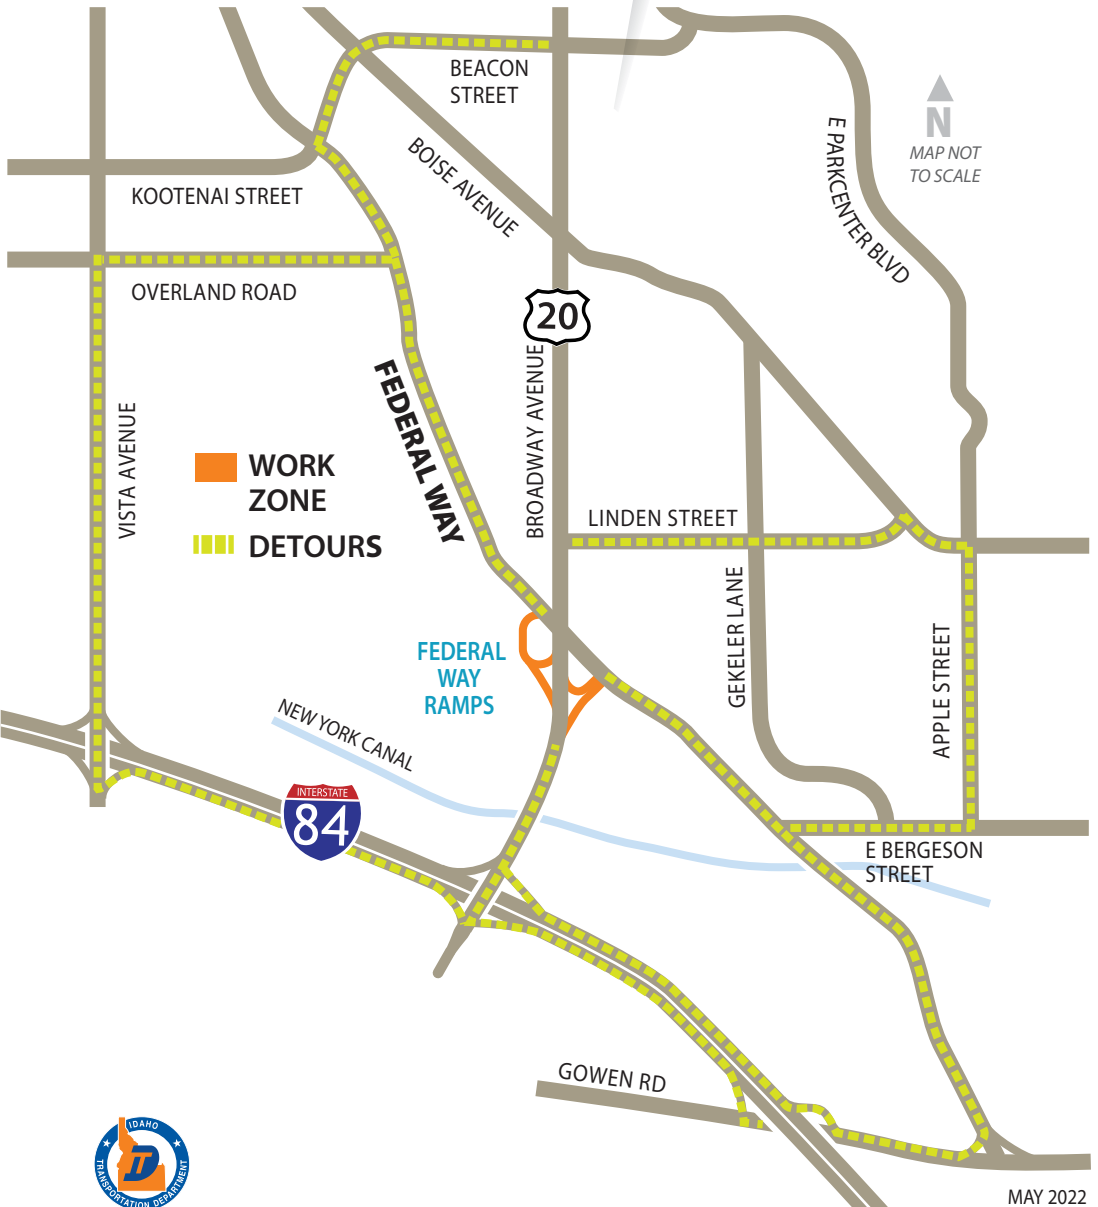 BEACON
STREET
N
MAP NOT
TO SCALE
E PARKCENTER BLVD
BOISE AVENUE
KOOTENAI STREET
OVERLAND ROAD
20
FEDERAL WAY
BROADWAY AVENUE
VISTA AVENUE
WORK
ZONE
DETOURS
LINDEN STREET
GEKELER LANE
APPLE STREET
FEDERAL
WAY
RAMPS
NEW YORK CANAL
INTERSTATE
84
E BERGESON
STREET
GOWEN RD
IDAHO
IT
TRANSPORTATION DEPARTMENT
MAY 2022